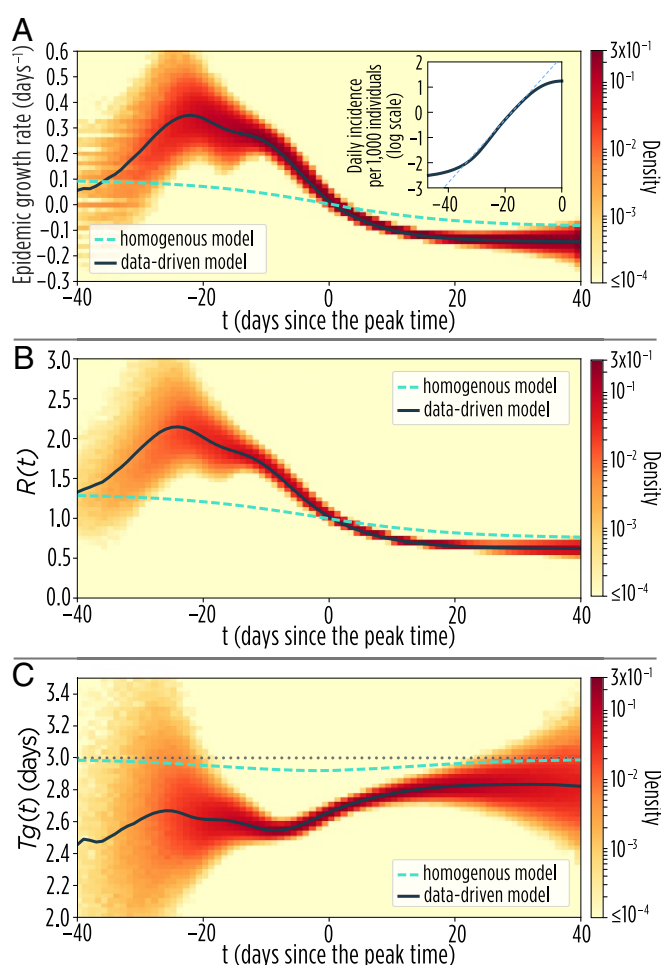 A
Epidemic growth rate (days⁻¹)
0.6
0.5
0.4
0.3
0.2
0.1
0.0
−0.1
−0.2
−0.3
−40
−20
0
20
40
t (days since the peak time)
homogenous model
data-driven model
Daily incidence
per 1,000 individuals
(log scale)
2
1
0
−1
−2
−3
−40
−20
0
3x10⁻¹
10⁻¹
10⁻²
10⁻³
≤10⁻⁴
Density
B
R(t)
3.0
2.5
2.0
1.5
1.0
0.5
0.0
−40
−20
0
20
40
t (days since the peak time)
homogenous model
data-driven model
3x10⁻¹
10⁻¹
10⁻²
10⁻³
≤10⁻⁴
Density
C
Tg(t) (days)
3.4
3.2
3.0
2.8
2.6
2.4
2.2
2.0
−40
−20
0
20
40
t (days since the peak time)
homogenous model
data-driven model
3x10⁻¹
10⁻¹
10⁻²
10⁻³
≤10⁻⁴
Density